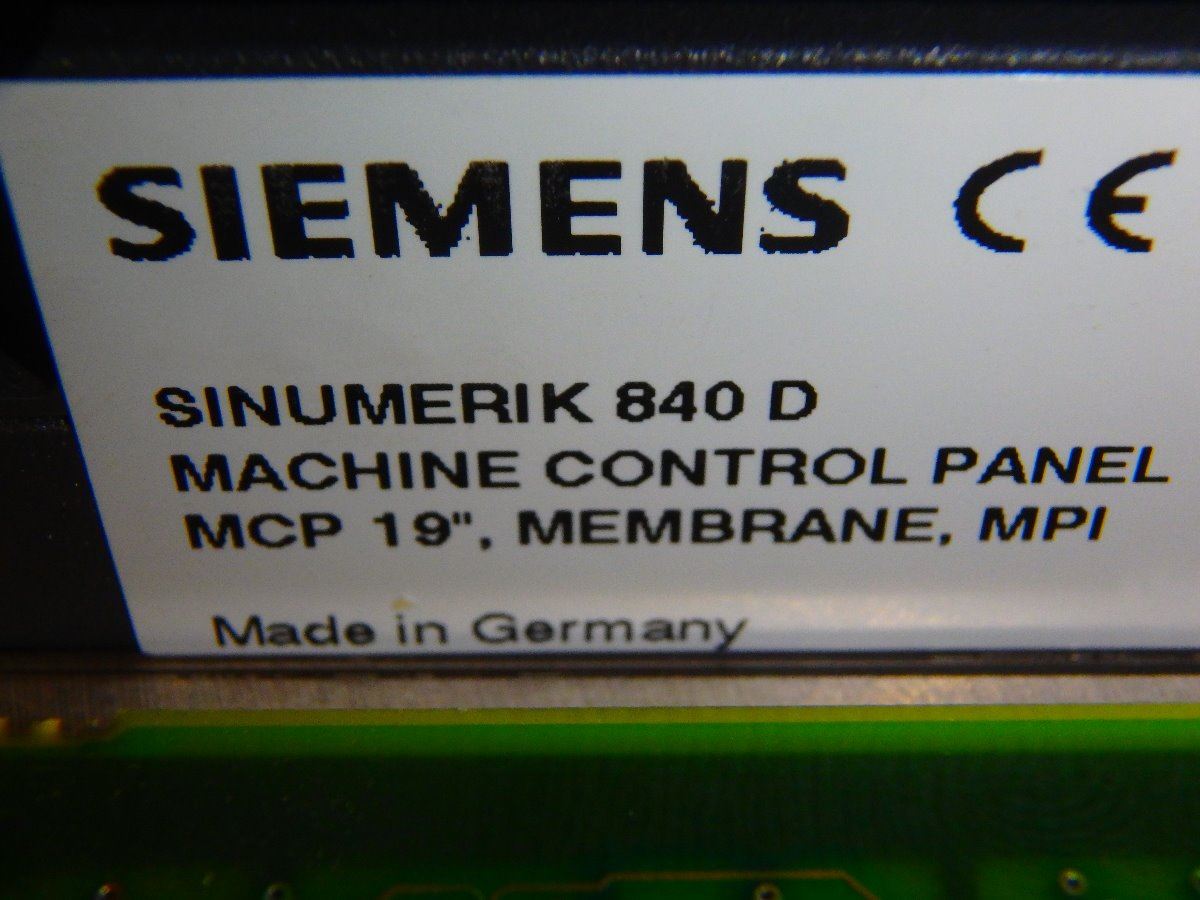 SIEMENS CE
SINUMERIK 840 D
MACHINE CONTROL PANEL
MCP 19", MEMBRANE, MPI
Made in Germany